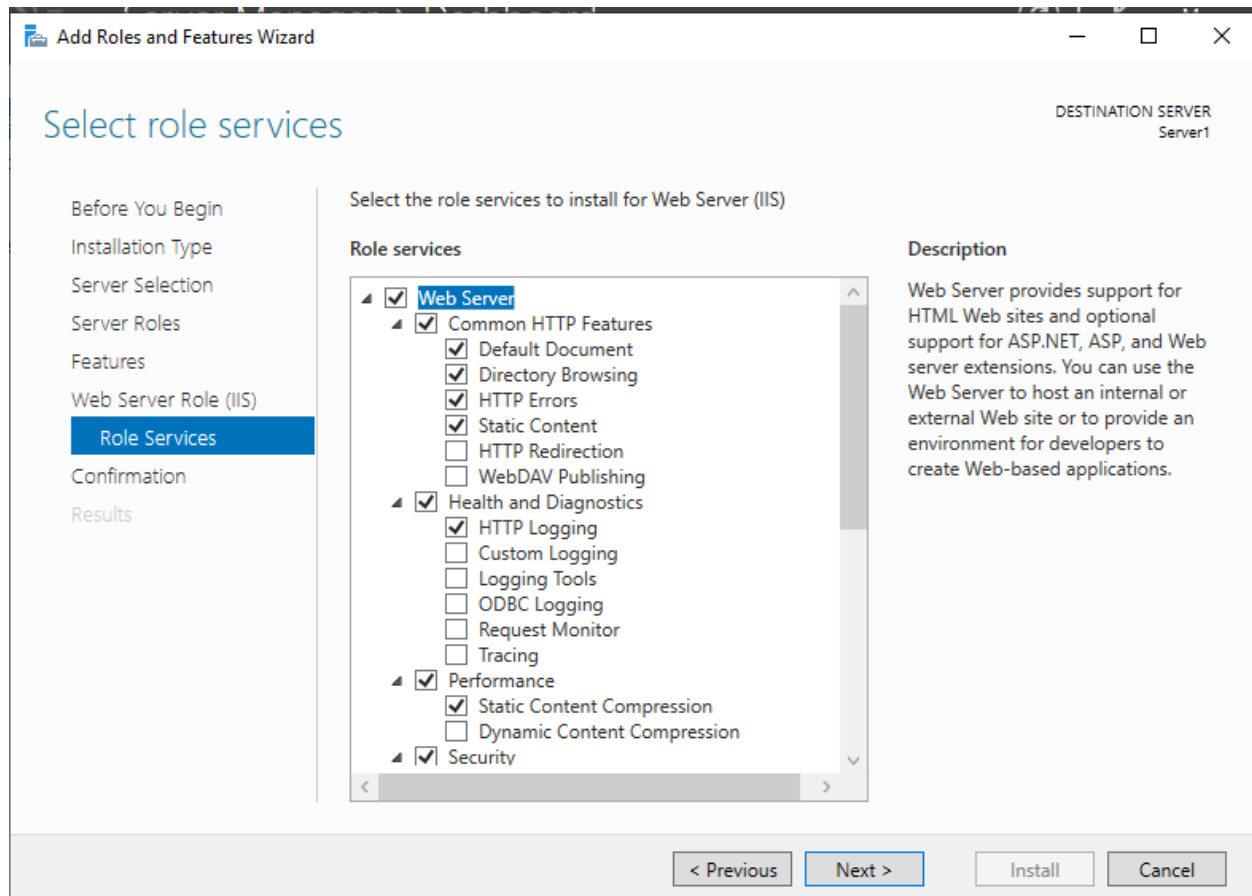 Add Roles and Features Wizard
Select role services
DESTINATION SERVER
Server1
Before You Begin
Installation Type
Server Selection
Server Roles
Features
Web Server Role (IIS)
Role Services
Confirmation
Results
Select the role services to install for Web Server (IIS)
Role services
Web Server
Common HTTP Features
Default Document
Directory Browsing
HTTP Errors
Static Content
HTTP Redirection
WebDAV Publishing
Health and Diagnostics
HTTP Logging
Custom Logging
Logging Tools
ODBC Logging
Request Monitor
Tracing
Performance
Static Content Compression
Dynamic Content Compression
Security
Description
Web Server provides support for
HTML Web sites and optional
support for ASP.NET, ASP, and Web
server extensions. You can use the
Web Server to host an internal or
external Web site or to provide an
environment for developers to
create Web-based applications.
< Previous
Next >
Install
Cancel